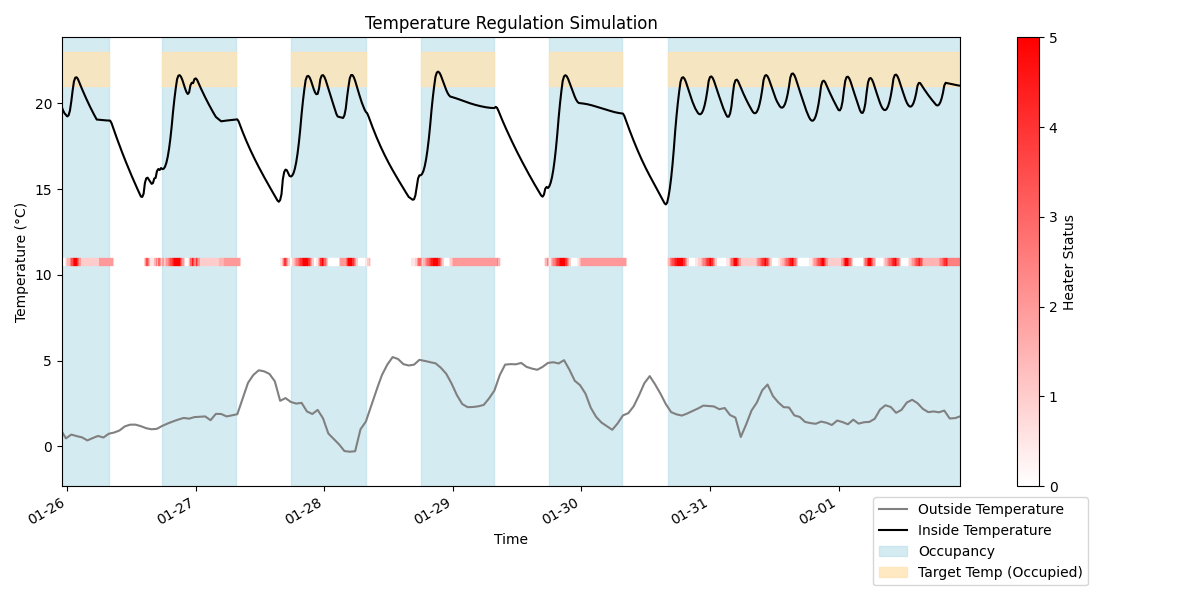 Temperature Regulation Simulation
Temperature (°C)
20
15
10
5
0
01-26
01-27
01-28
01-29
01-30
01-31
02-01
Time
5
4
3
2
1
0
Heater Status
Outside Temperature
Inside Temperature
Occupancy
Target Temp (Occupied)